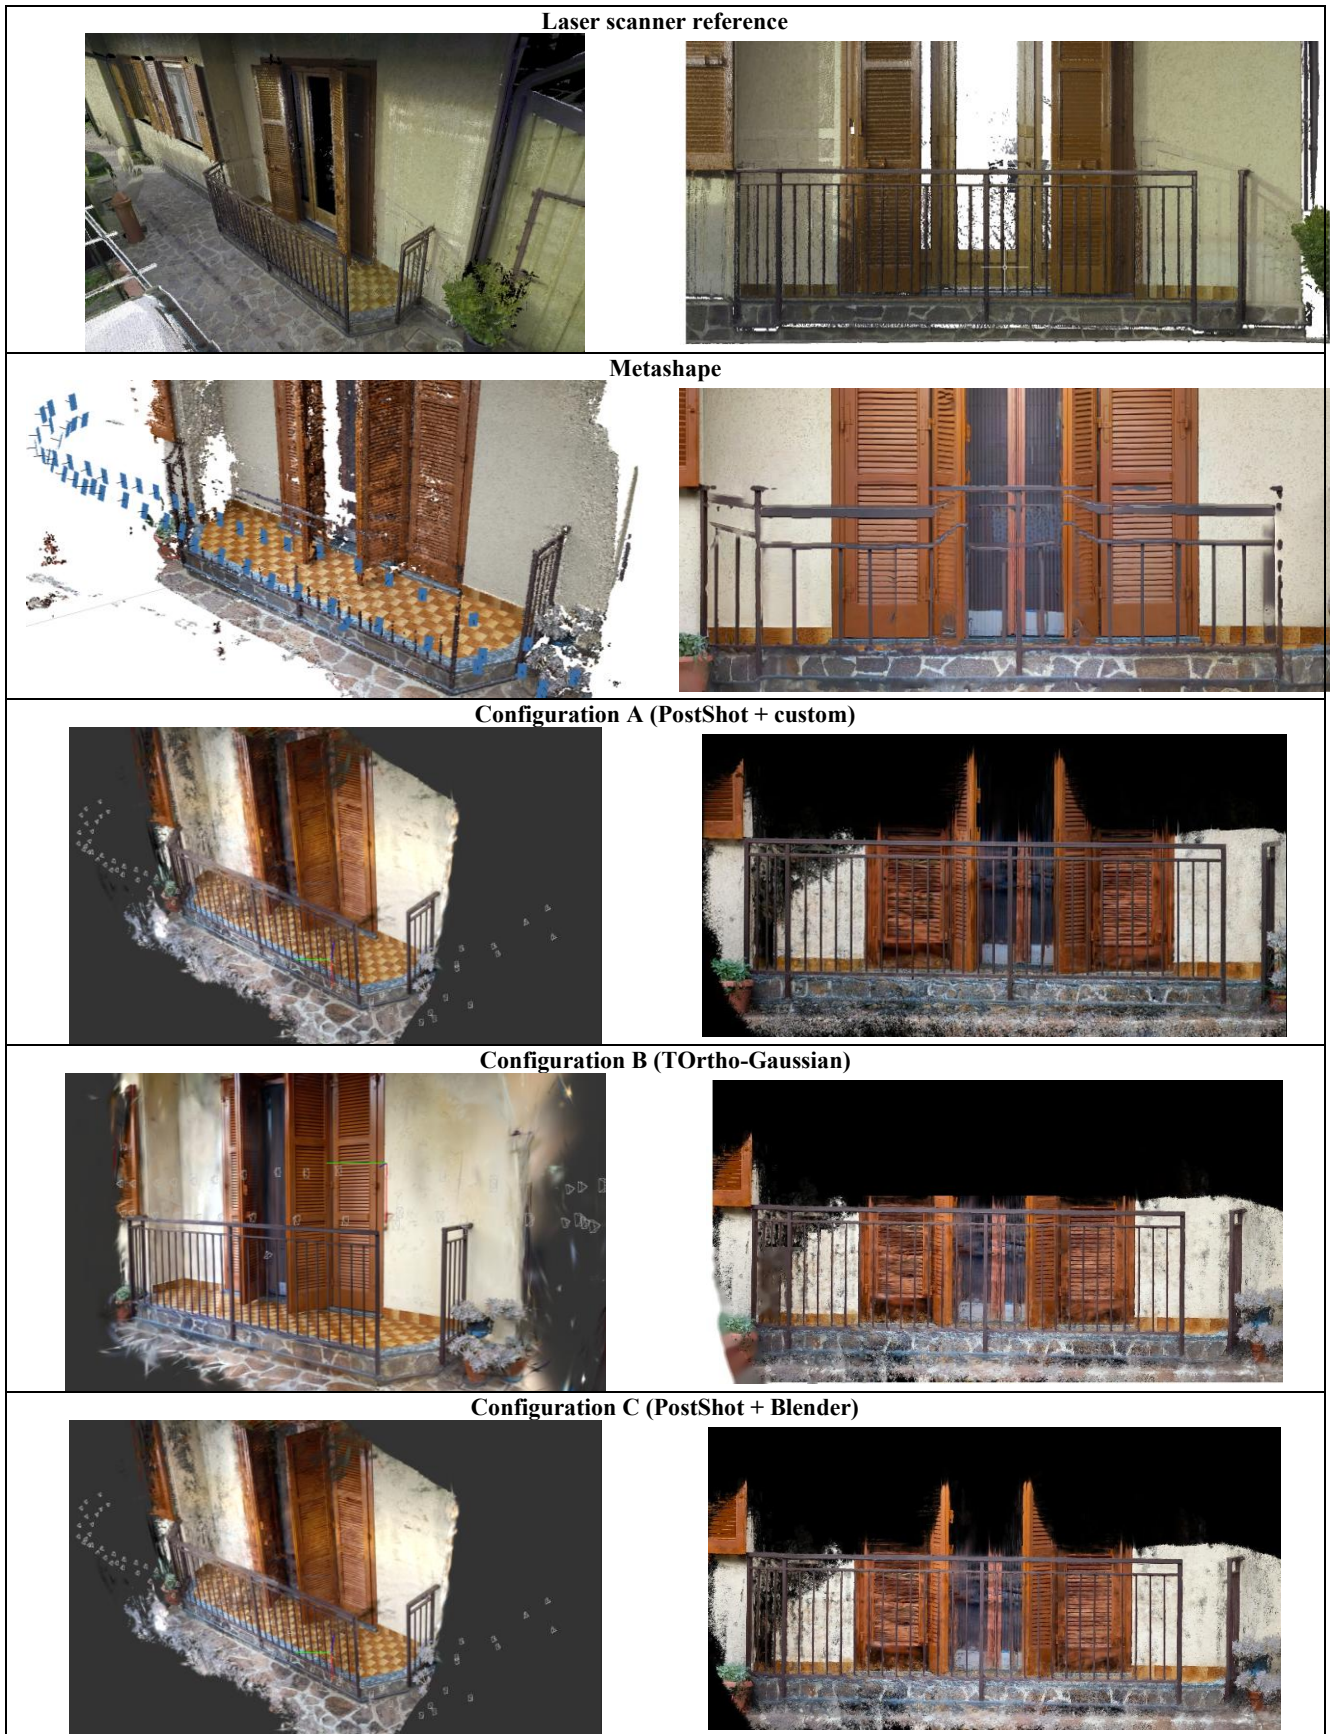 Laser scanner reference
Metashape
Configuration A (PostShot + custom)
Configuration B (TOrtho-Gaussian)
Configuration C (PostShot + Blender)